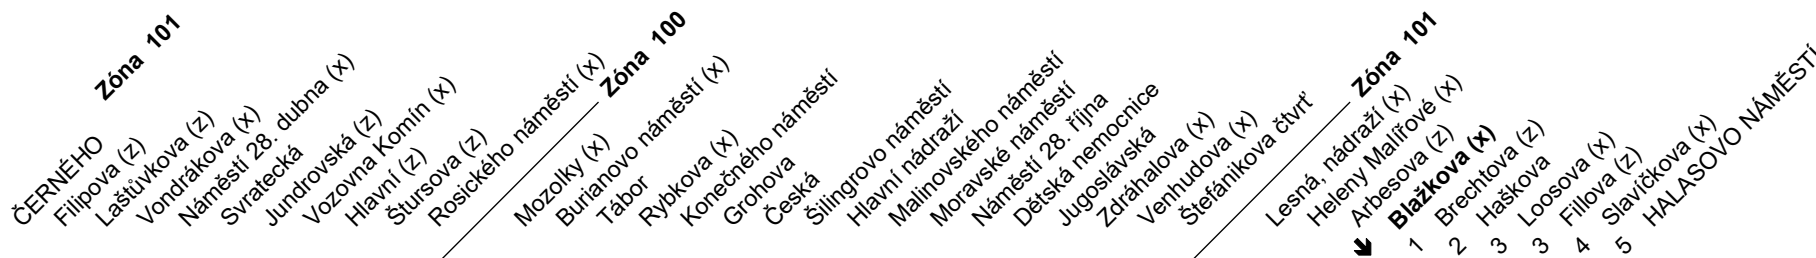 Zóna 101
ČERNÉHO
Filipova (z)
Laštůvkova (z)
Vondrákova (x)
Náměstí 28. dubna (x)
Svratecká
Jundrovská (z)
Vozovna Komín (x)
Hlavní (z)
Štursova (z)
Rosického náměstí (x)
Zóna 100
Mozolky (x)
Burianovo náměstí (x)
Tábor
Rybkova (x)
Konečného náměstí
Grohova
Česká
Šilingrovo náměstí
Hlavní nádraží
Malinovského náměstí
Moravské náměstí
Náměstí 28. října
Dětská nemocnice
Jugoslávská
Zdráhalova (x)
Venhudova (x)
Štefánikova čtvrť
Zóna 101
Lesná, nádraží (x)
Heleny Malířové (x)
Arbesova (z)
Blažkova (x)
1 Brechtova (z)
2 Haškova
3 Loosova (x)
3 Fillova (z)
4 Slavíčkova (x)
5 HALASOVO NÁMĚSTÍ